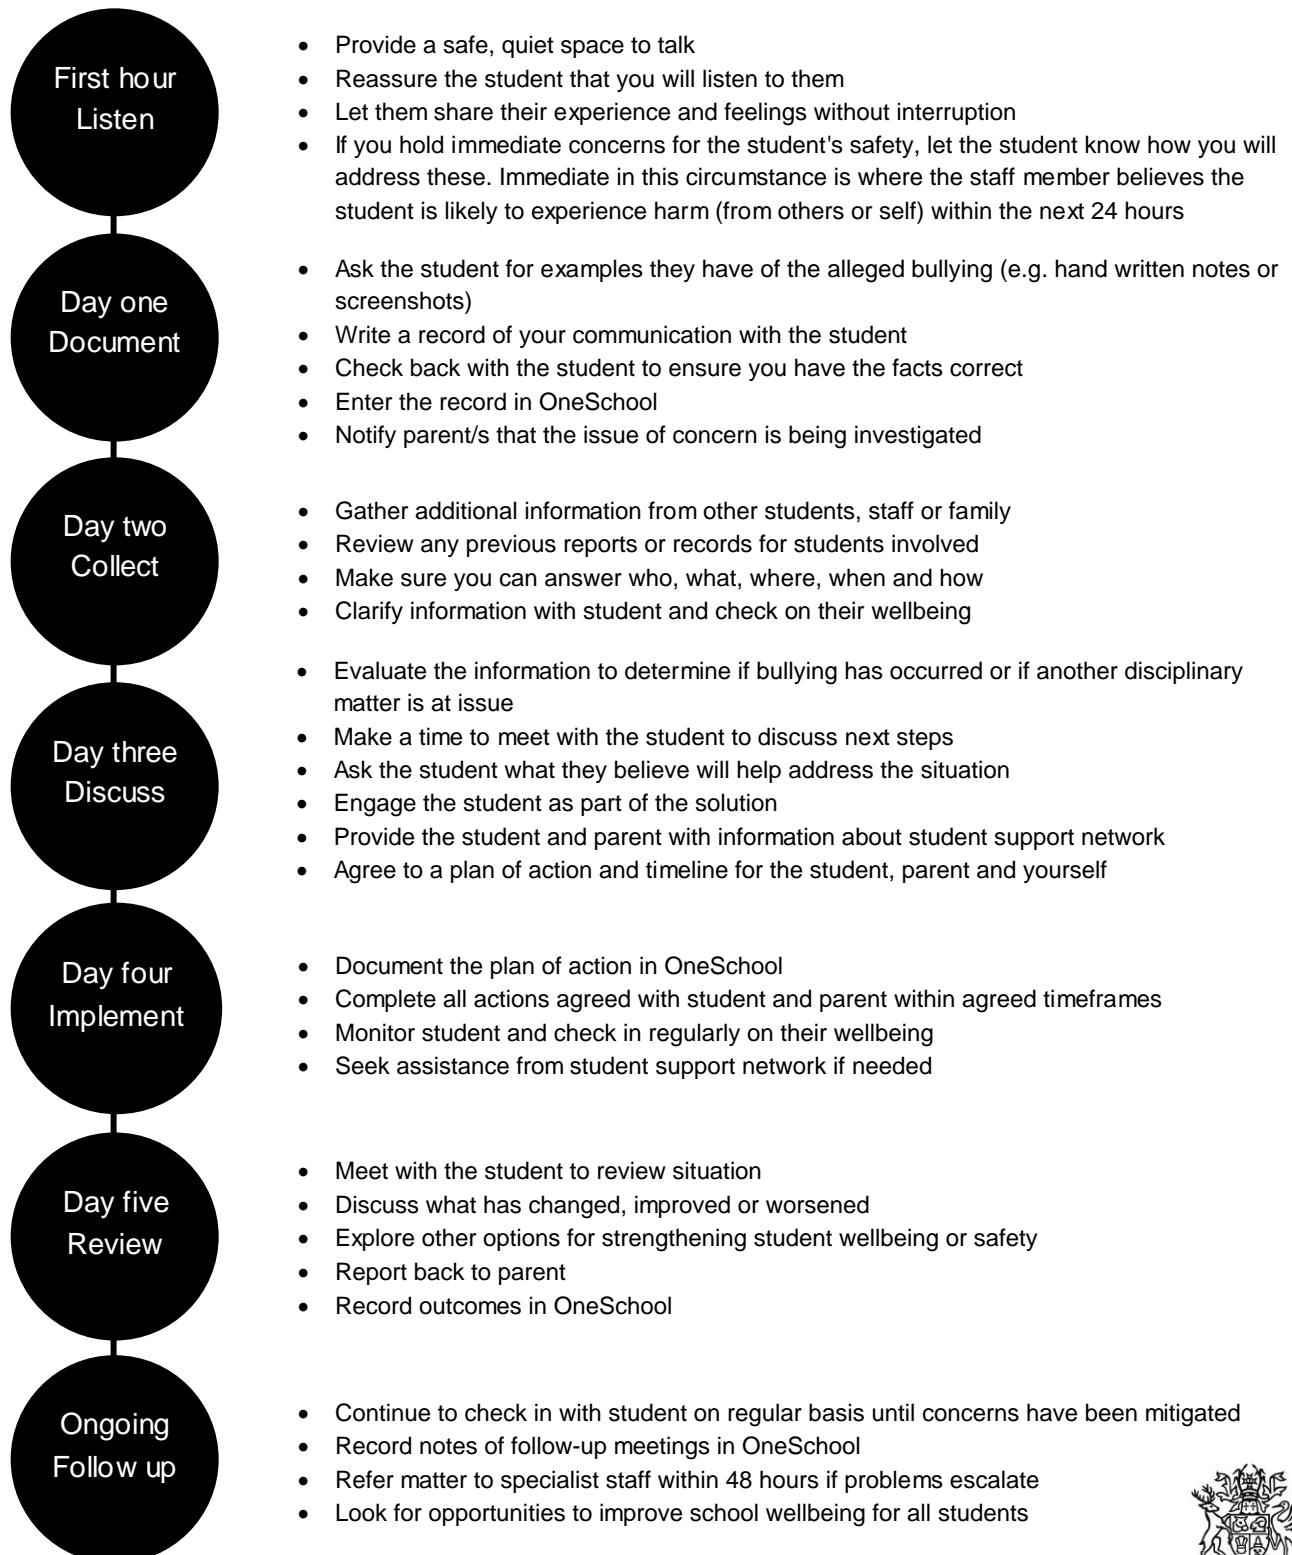 First hour
Listen
• Provide a safe, quiet space to talk
• Reassure the student that you will listen to them
• Let them share their experience and feelings without interruption
• If you hold immediate concerns for the student's safety, let the student know how you will
address these. Immediate in this circumstance is where the staff member believes the
student is likely to experience harm (from others or self) within the next 24 hours
Day one
Document
• Ask the student for examples they have of the alleged bullying (e.g. hand written notes or
screenshots)
• Write a record of your communication with the student
• Check back with the student to ensure you have the facts correct
• Enter the record in OneSchool
• Notify parent/s that the issue of concern is being investigated
Day two
Collect
• Gather additional information from other students, staff or family
• Review any previous reports or records for students involved
• Make sure you can answer who, what, where, when and how
• Clarify information with student and check on their wellbeing
Day three
Discuss
• Evaluate the information to determine if bullying has occurred or if another disciplinary
matter is at issue
• Make a time to meet with the student to discuss next steps
• Ask the student what they believe will help address the situation
• Engage the student as part of the solution
• Provide the student and parent with information about student support network
• Agree to a plan of action and timeline for the student, parent and yourself
Day four
Implement
• Document the plan of action in OneSchool
• Complete all actions agreed with student and parent within agreed timeframes
• Monitor student and check in regularly on their wellbeing
• Seek assistance from student support network if needed
Day five
Review
• Meet with the student to review situation
• Discuss what has changed, improved or worsened
• Explore other options for strengthening student wellbeing or safety
• Report back to parent
• Record outcomes in OneSchool
Ongoing
Follow up
• Continue to check in with student on regular basis until concerns have been mitigated
• Record notes of follow-up meetings in OneSchool
• Refer matter to specialist staff within 48 hours if problems escalate
• Look for opportunities to improve school wellbeing for all students